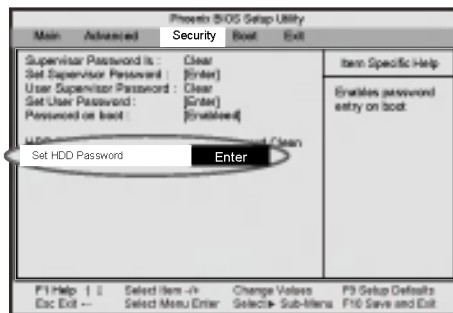 Phoenix BIOS Setup Utility
Main Advanced Security Boot Exit
Supervisor Password Is : Clear
Set Supervisor Password : [Enter]
User Supervisor Password : Clear
Set User Password : [Enter]
Password on boot : [Enabled]
Clean
Set HDD Password Enter
Item Specific Help
Enables password
entry on boot
F1 Help ↑ ↓ Select Item -/+ Change Values F9 Setup Defaults
Esc Exit ←→ Select Menu Enter Select ▶ Sub-Menu F10 Save and Exit